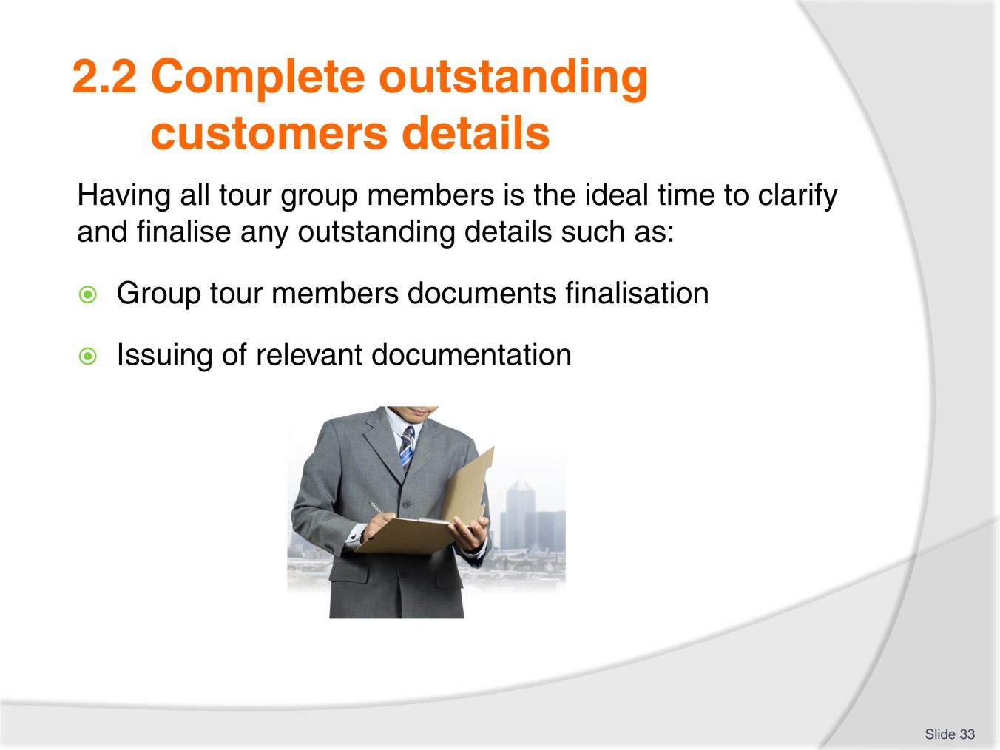 2.2 Complete outstanding
customers details
Having all tour group members is the ideal time to clarify
and finalise any outstanding details such as:
Group tour members documents finalisation
Issuing of relevant documentation
Slide 33